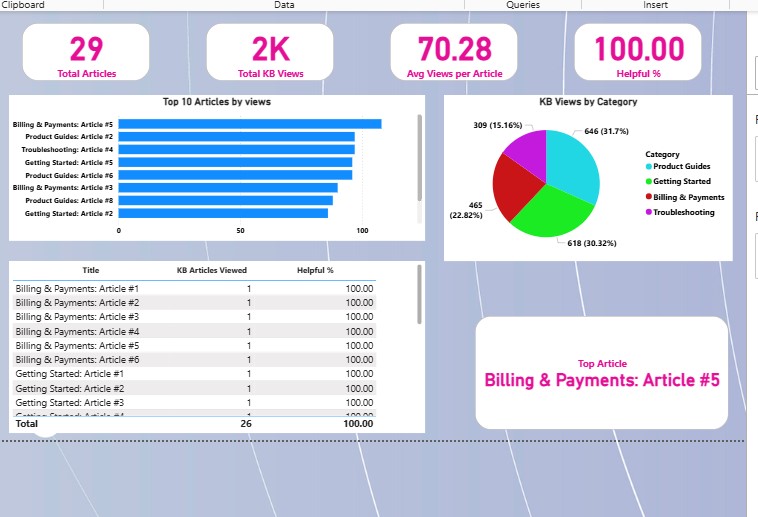 Clipboard Data Queries Insert
29 2K 70.28 100.00
Total Articles Total KB Views Avg Views per Article Helpful %
Top 10 Articles by views
Billing & Payments: Article #5
Product Guides: Article #2
Troubleshooting: Article #4
Getting Started: Article #5
Product Guides: Article #6
Billing & Payments: Article #3
Product Guides: Article #8
Getting Started: Article #2
0 50 100
KB Views by Category
309 (15.16%)
646 (31.7%)
465
(22.82%)
618 (30.32%)
Category
Product Guides
Getting Started
Billing & Payments
Troubleshooting
Title KB Articles Viewed Helpful %
Billing & Payments: Article #1 1 100.00
Billing & Payments: Article #2 1 100.00
Billing & Payments: Article #3 1 100.00
Billing & Payments: Article #4 1 100.00
Billing & Payments: Article #5 1 100.00
Billing & Payments: Article #6 1 100.00
Getting Started: Article #1 1 100.00
Getting Started: Article #2 1 100.00
Getting Started: Article #3 1 100.00
Getting Started: Article #4 1 100.00
Total 26 100.00
Top Article
Billing & Payments: Article #5